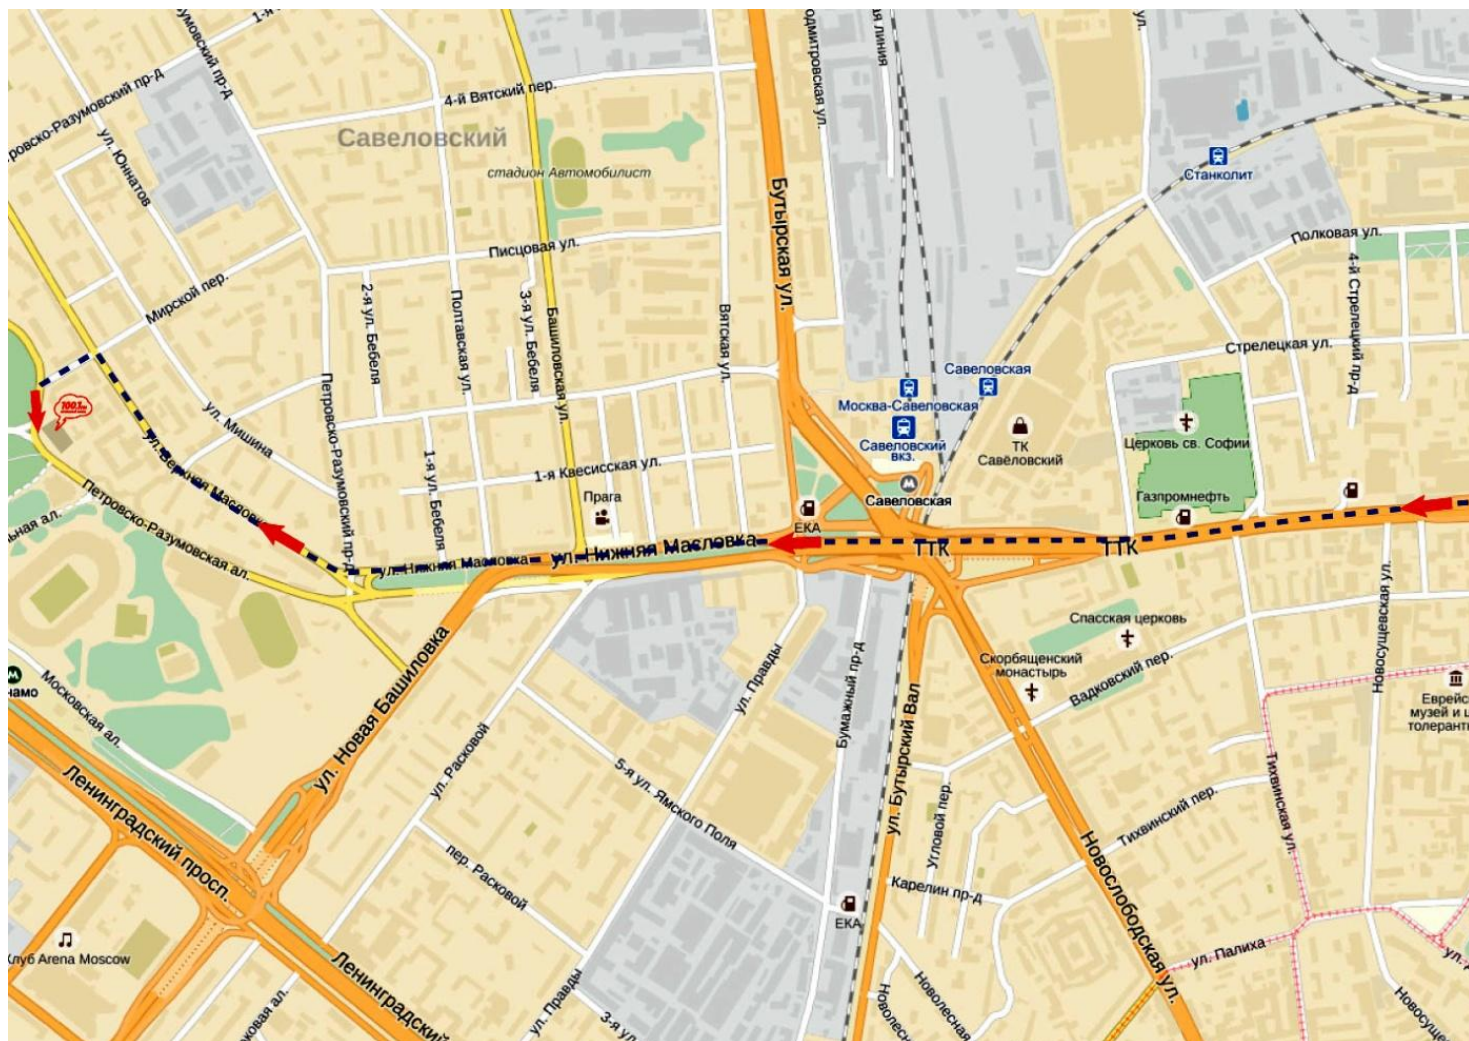 1-я
4-й Вятский пер.
Савеловский
стадион Автомобилист
ул. Юннатов
Бутырская ул.
Станколит
Полковая ул.
4-й Стрелецкий пр-д
Писцовая ул.
Мирской пер.
2-я ул. Бебеля
Полтавская ул.
3-я ул. Бебеля
Башиловская ул.
Вятская ул.
Стрелецкая ул.
Савеловская
Москва-Савеловская
Савеловский
вкз.
ТК
Савёловский
Церковь св. Софии
ул. Мишина
Петровско-Разумовский пр-д
1-я ул. Бебеля
1-я Квесисская ул.
Прага
Савеловская
Газпромнефть
ЕКА
ул. Верхняя Масловка
Петровско-Разумовская ал.
ул. Нижняя Масловка
ул. Нижняя Масловка
ТТК
ТТК
Новосущевская ул.
Спасская церковь
Скорбященский
монастырь
Вадковский пер.
Московская ал.
ул. Новая Башиловка
ул. Правды
Бумажный пр-д
ул. Бутырский Вал
ул. Расковой
5-я ул. Ямского Поля
Ленинградский просп.
пер. Расковой
Угловой пер.
Тихвинский пер.
Тихвинская ул.
Карелин пр-д
ЕКА
Новослободская ул.
ул. Палиха
Ленинградский
ул. Правды
3-я ул.
Новолесная